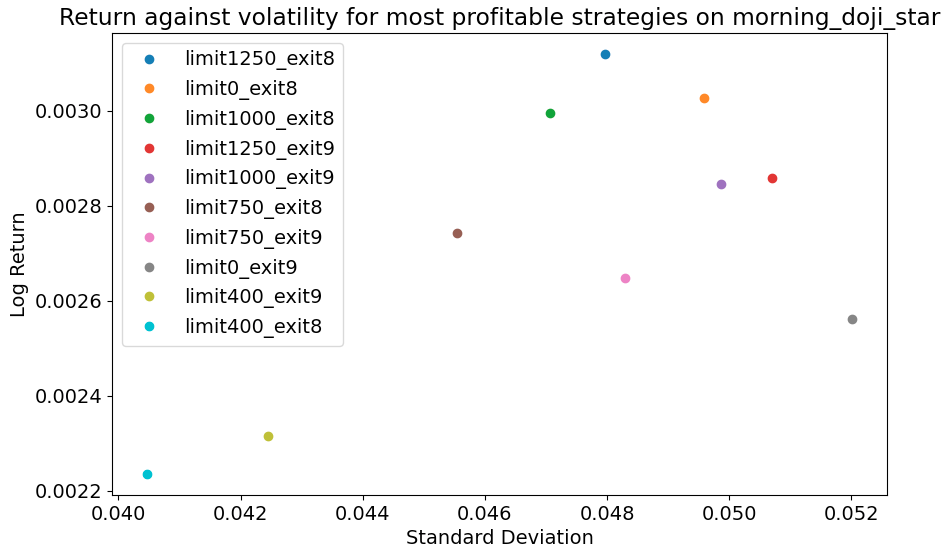 Return against volatility for most profitable strategies on morning_doji_star
limit1250_exit8
limit0_exit8
limit1000_exit8
limit1250_exit9
limit1000_exit9
limit750_exit8
limit750_exit9
limit0_exit9
limit400_exit9
limit400_exit8
Log Return
0.0030
0.0028
0.0026
0.0024
0.0022
0.040 0.042 0.044 0.046 0.048 0.050 0.052
Standard Deviation